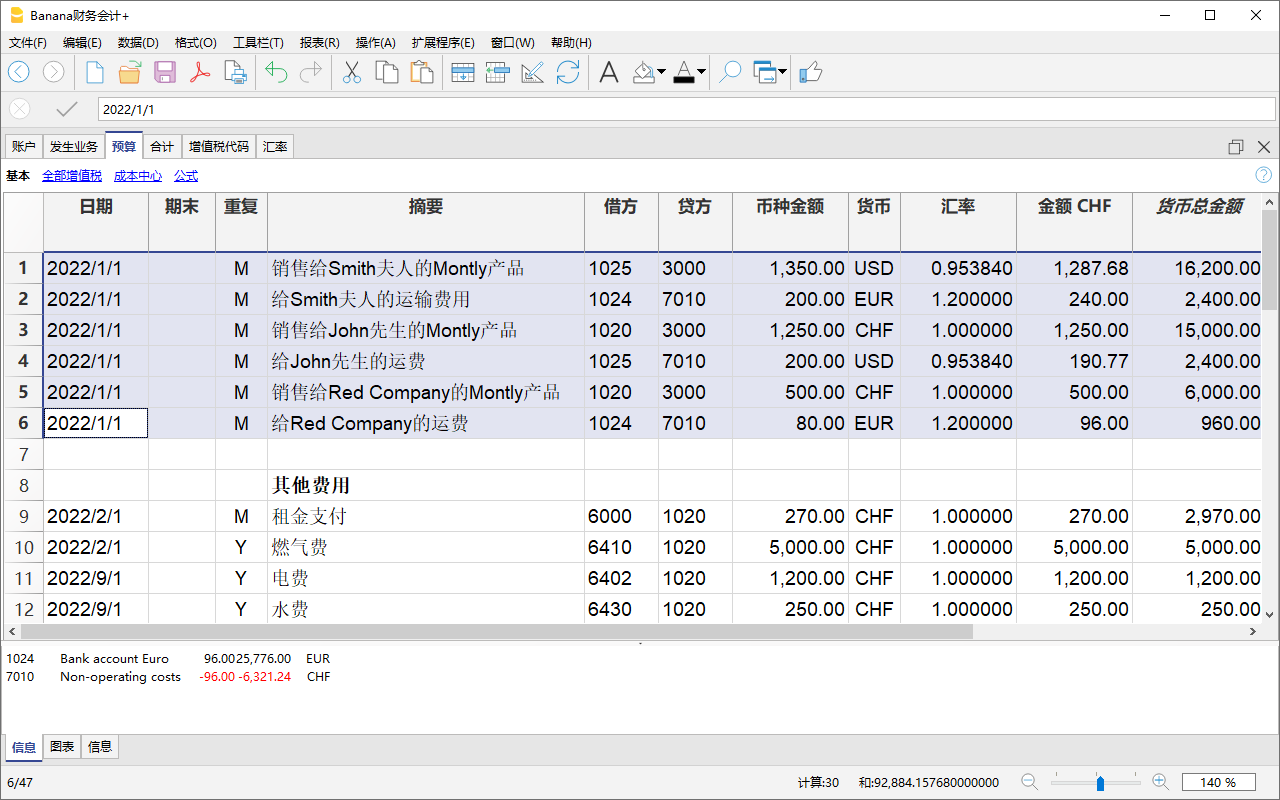 Banana财务会计+
文件(F) 编辑(E) 数据(D) 格式(O) 工具栏(T) 报表(R) 操作(A) 扩展程序(E) 窗口(W) 帮助(H)
2022/1/1
账户 发生业务 预算 合计 增值税代码 汇率
基本 全部增值税 成本中心 公式
日期 期末 重复 摘要 借方 贷方 币种金额 货币 汇率 金额 CHF 货币总金额
1 2022/1/1 M 销售给Smith夫人的Montly产品 1025 3000 1,350.00 USD 0.953840 1,287.68 16,200.00
2 2022/1/1 M 给Smith夫人的运输费用 1024 7010 200.00 EUR 1.200000 240.00 2,400.00
3 2022/1/1 M 销售给John先生的Montly产品 1020 3000 1,250.00 CHF 1.000000 1,250.00 15,000.00
4 2022/1/1 M 给John先生的运费 1025 7010 200.00 USD 0.953840 190.77 2,400.00
5 2022/1/1 M 销售给Red Company的Montly产品 1020 3000 500.00 CHF 1.000000 500.00 6,000.00
6 2022/1/1 M 给Red Company的运费 1024 7010 80.00 EUR 1.200000 96.00 960.00
7
8 其他费用
9 2022/2/1 M 租金支付 6000 1020 270.00 CHF 1.000000 270.00 2,970.00
10 2022/2/1 Y 燃气费 6410 1020 5,000.00 CHF 1.000000 5,000.00 5,000.00
11 2022/9/1 Y 电费 6402 1020 1,200.00 CHF 1.000000 1,200.00 1,200.00
12 2022/9/1 Y 水费 6430 1020 250.00 CHF 1.000000 250.00 250.00
1024 Bank account Euro 96.00 25,776.00 EUR
7010 Non-operating costs -96.00 -6,321.24 CHF
信息 图表 信息
6/47 计算:30 和:92,884.157680000000 140 %